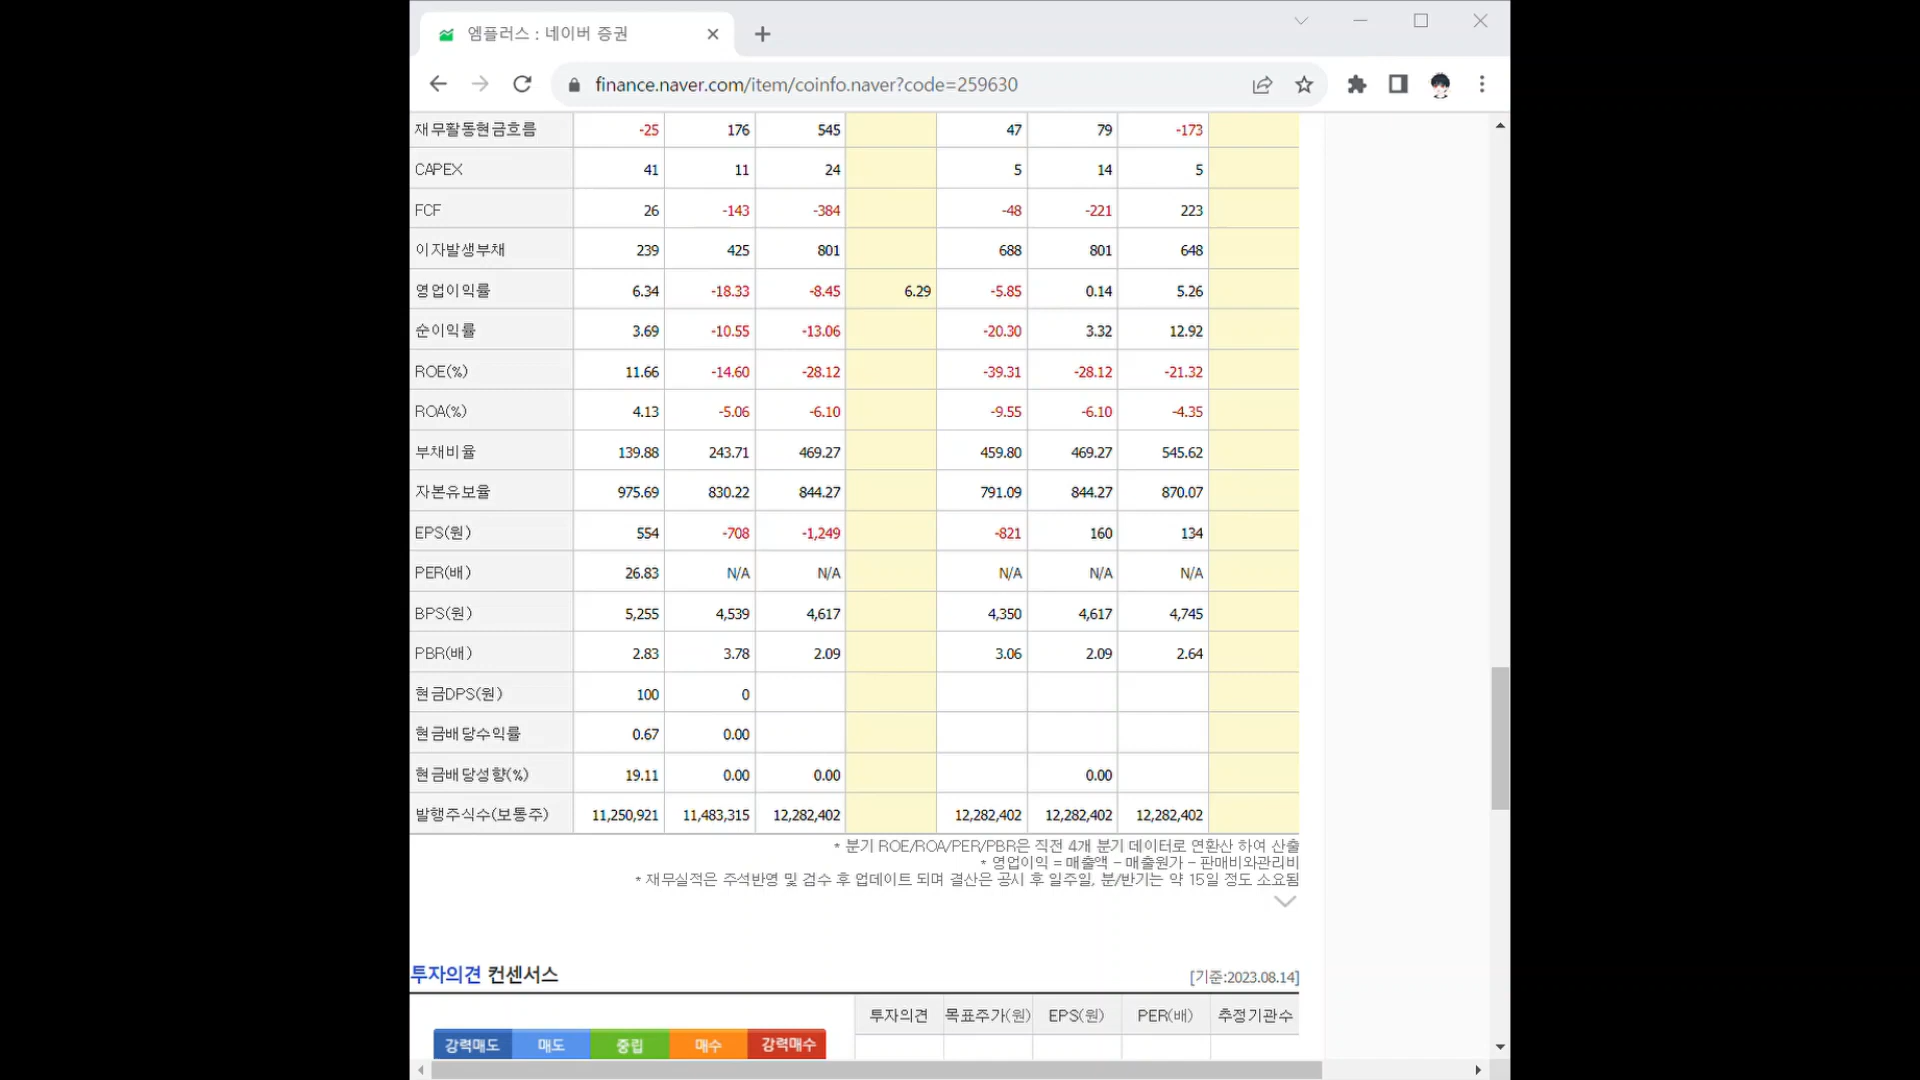 엠플러스 : 네이버 증권
finance.naver.com/item/coinfo.naver?code=259630
재무활동현금흐름 -25 176 545 47 79 -173
CAPEX 41 11 24 5 14 5
FCF 26 -143 -384 -48 -221 223
이자발생부채 239 425 801 688 801 648
영업이익률 6.34 -18.33 -8.45 6.29 -5.85 0.14 5.26
순이익률 3.69 -10.55 -13.06 -20.30 3.32 12.92
ROE(%) 11.66 -14.60 -28.12 -39.31 -28.12 -21.32
ROA(%) 4.13 -5.06 -6.10 -9.55 -6.10 -4.35
부채비율 139.88 243.71 469.27 459.80 469.27 545.62
자본유보율 975.69 830.22 844.27 791.09 844.27 870.07
EPS(원) 554 -708 -1,249 -821 160 134
PER(배) 26.83 N/A N/A N/A N/A N/A
BPS(원) 5,255 4,539 4,617 4,350 4,617 4,745
PBR(배) 2.83 3.78 2.09 3.06 2.09 2.64
현금DPS(원) 100 0
현금배당수익률 0.67 0.00
현금배당성향(%) 19.11 0.00 0.00 0.00
발행주식수(보통주) 11,250,921 11,483,315 12,282,402 12,282,402 12,282,402 12,282,402
* 분기 ROE/ROA/PER/PBR은 직전 4개 분기 데이터로 연환산 하여 산출
* 영업이익 = 매출액 - 매출원가 - 판매비와관리비
* 재무실적은 주석반영 및 검수 후 업데이트 되며 결산은 공시 후 일주일, 분/반기는 약 15일 정도 소요됨
투자의견 컨센서스 [기준:2023.08.14]
투자의견 목표주가(원) EPS(원) PER(배) 추정기관수
강력매도 매도 중립 매수 강력매수